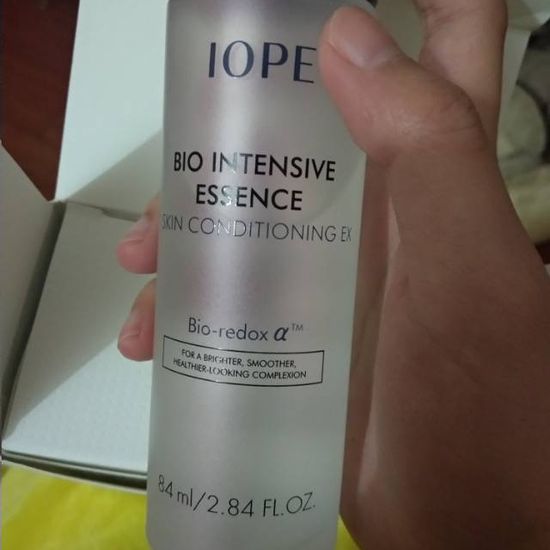 IOPE
BIO INTENSIVE
ESSENCE
SKIN CONDITIONING EX
Bio-redox α™
FOR A BRIGHTER, SMOOTHER,
HEALTHIER-LOOKING COMPLEXION
84 ml/2.84 FL.OZ.